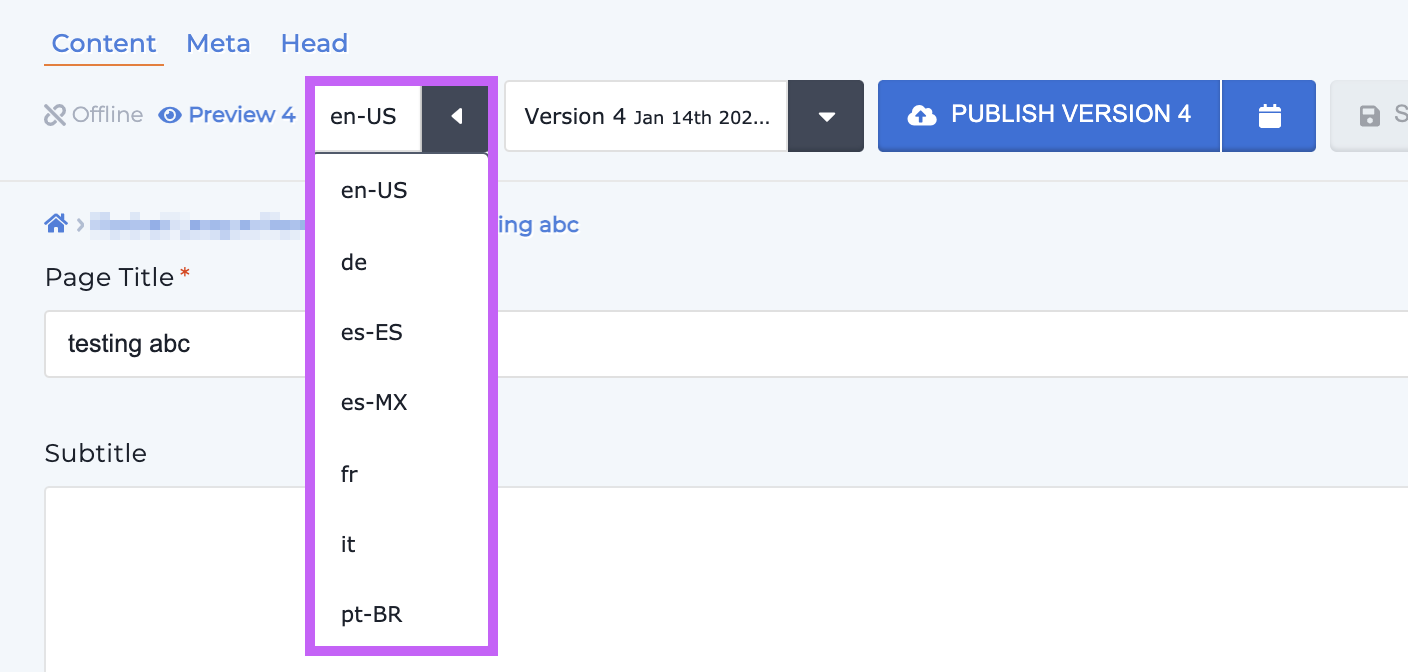 Content Meta Head
Offline Preview 4 en-US Version 4 Jan 14th 202... PUBLISH VERSION 4
en-US
ing abc
de
Page Title*
es-ES
testing abc
es-MX
Subtitle
fr
it
pt-BR